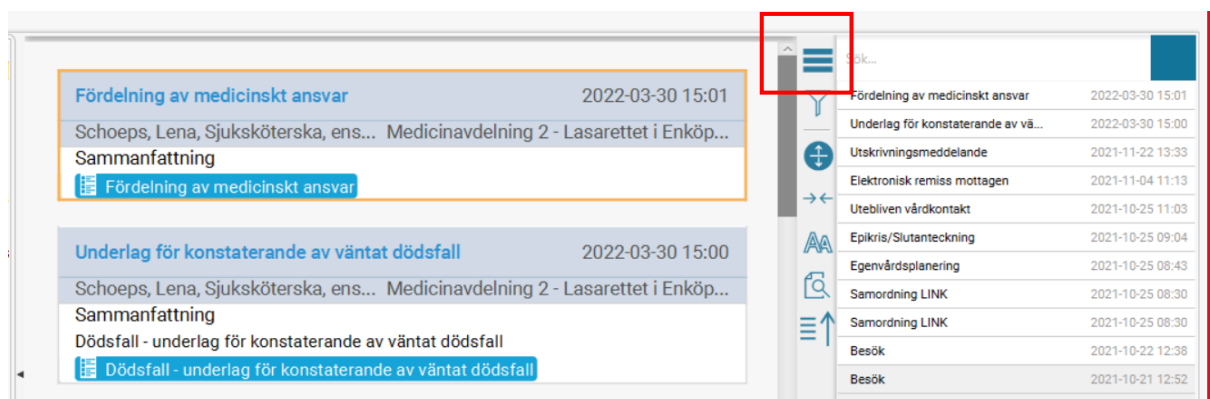 Fördelning av medicinskt ansvar 2022-03-30 15:01
Schoeps, Lena, Sjuksköterska, ens... Medicinavdelning 2 - Lasarettet i Enköp...
Sammanfattning
Fördelning av medicinskt ansvar
Underlag för konstaterande av väntat dödsfall 2022-03-30 15:00
Schoeps, Lena, Sjuksköterska, ens... Medicinavdelning 2 - Lasarettet i Enköp...
Sammanfattning
Dödsfall - underlag för konstaterande av väntat dödsfall
Dödsfall - underlag för konstaterande av väntat dödsfall
AA
Sök...
Fördelning av medicinskt ansvar 2022-03-30 15:01
Underlag för konstaterande av vä... 2022-03-30 15:00
Utskrivningsmeddelande 2021-11-22 13:33
Elektronisk remiss mottagen 2021-11-04 11:13
Utebliven vårdkontakt 2021-10-25 11:03
Epikris/Slutanteckning 2021-10-25 09:04
Egenvårdsplanering 2021-10-25 08:43
Samordning LINK 2021-10-25 08:30
Samordning LINK 2021-10-25 08:30
Besök 2021-10-22 12:38
Besök 2021-10-21 12:52